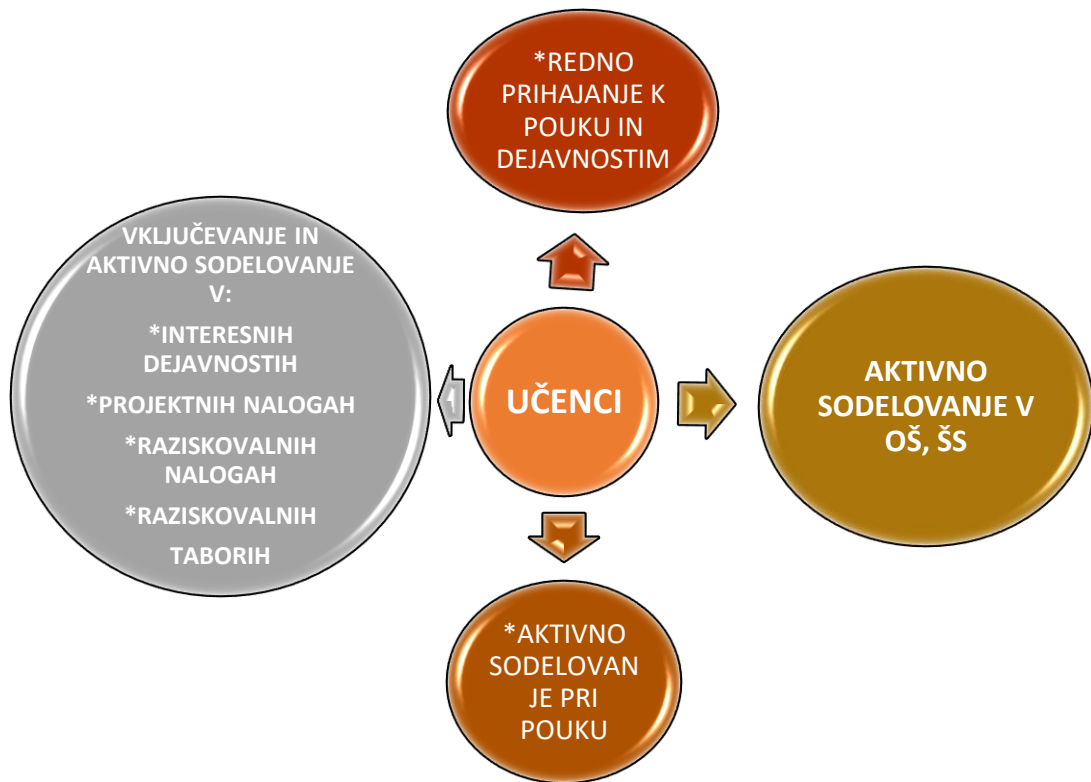 *REDNO
PRIHAJANJE K
POUKU IN
DEJAVNOSTIM
VKLJUČEVANJE IN
AKTIVNO SODELOVANJE
V:
*INTERESNIH
DEJAVNOSTIH
*PROJEKTNIH NALOGAH
*RAZISKOVALNIH
NALOGAH
*RAZISKOVALNIH
TABORIH
UČENCI
AKTIVNO
SODELOVANJE V
OŠ, ŠS
*AKTIVNO
SODELOVAN
JE PRI
POUKU